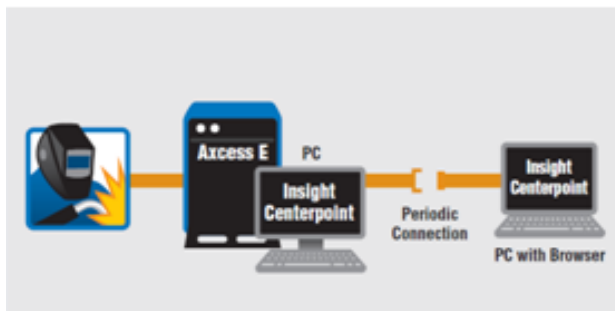 Axcess E
PC
Insight
Centerpoint
Periodic
Connection
Insight
Centerpoint
PC with Browser